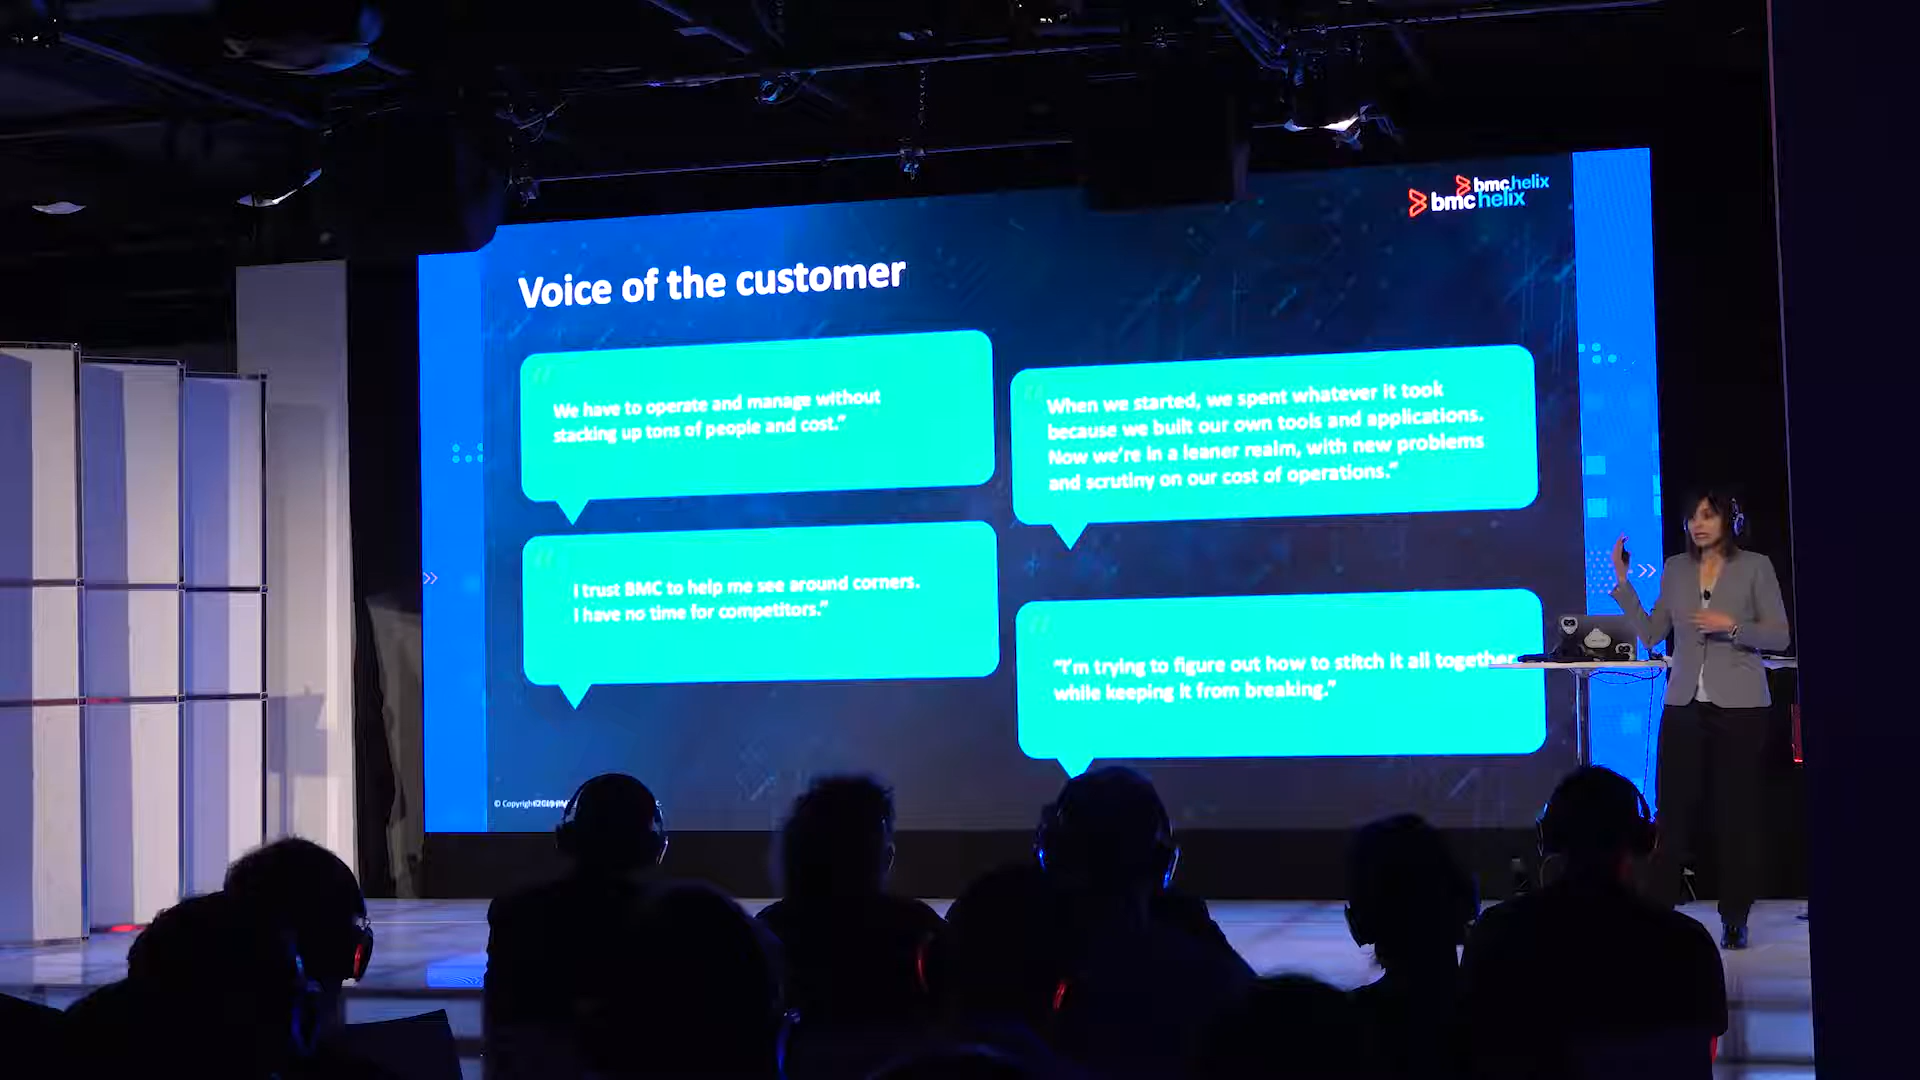 bmc helix
bmc helix
Voice of the customer
We have to operate and manage without
stacking up tons of people and cost.”
When we started, we spent whatever it took
because we built our own tools and applications.
Now we’re in a leaner realm, with new problems
and scrutiny on our cost of operations.”
I trust BMC to help me see around corners.
I have no time for competitors.”
“I’m trying to figure out how to stitch it all together
while keeping it from breaking.”
© Copyright